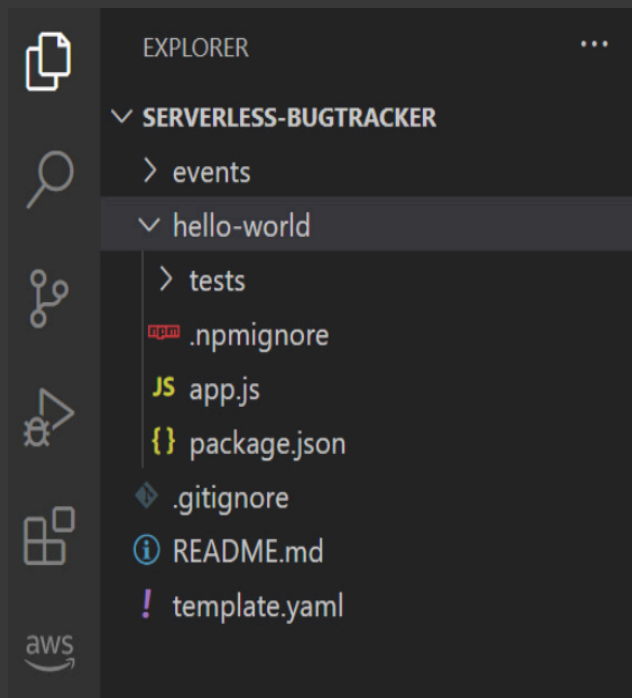 EXPLORER ...
SERVERLESS-BUGTRACKER
events
hello-world
tests
npm .npmignore
JS app.js
{} package.json
.gitignore
README.md
! template.yaml
aws